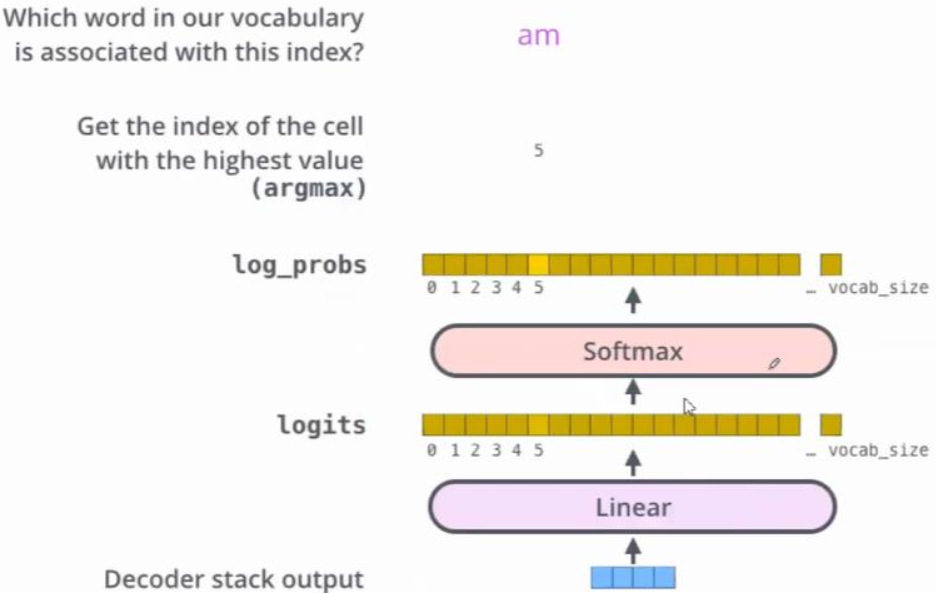 Which word in our vocabulary
is associated with this index?
am
Get the index of the cell
with the highest value
(argmax)
5
log_probs
0 1 2 3 4 5 … vocab_size
Softmax
logits
0 1 2 3 4 5 … vocab_size
Linear
Decoder stack output